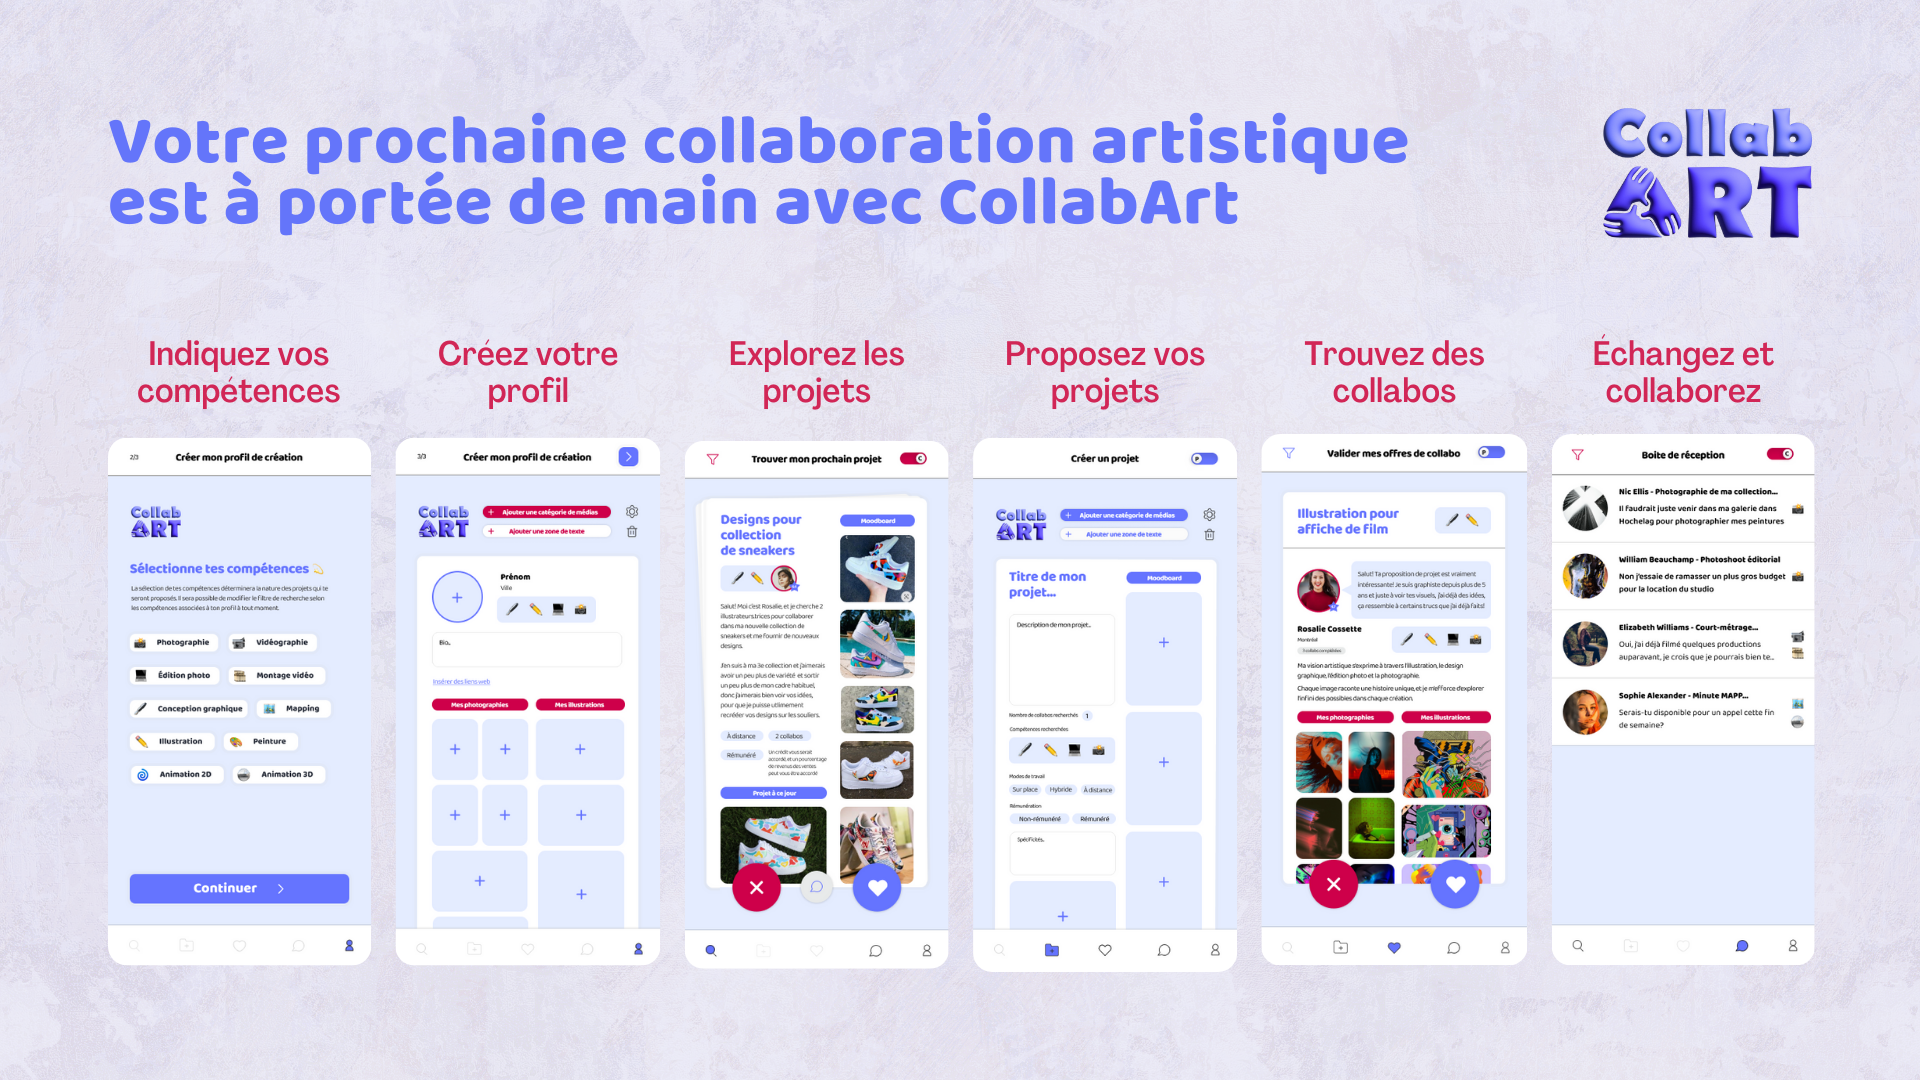 Votre prochaine collaboration artistique
est à portée de main avec CollabArt
Collab
ART
Indiquez vos
compétences
Créez votre
profil
Explorez les
projets
Proposez vos
projets
Trouvez des
collabos
Échangez et
collaborez
2/3
Créer mon profil de création
Collab
ART
Sélectionne tes compétences
La sélection de tes compétences déterminera la nature des projets qui te
seront proposés. Il sera possible de modifier le filtre de recherche selon
les compétences associées à ton profil à tout moment.
Photographie
Vidéographie
Édition photo
Montage vidéo
Conception graphique
Mapping
Illustration
Peinture
Animation 2D
Animation 3D
Continuer
3/3
Créer mon profil de création
Collab
ART
+ Ajouter une catégorie de médias
+ Ajouter une zone de texte
Prénom
Ville
Bio..
Insérer des liens web
Mes photographies
Mes illustrations
Trouver mon prochain projet
C
Designs pour
collection
de sneakers
Moodboard
Salut! Moi c'est Rosalie, et je cherche 2
illustrateurs.trices pour collaborer
dans ma nouvelle collection de
sneakers et me fournir de nouveaux
designs.
J'en suis à ma 3e collection et j'aimerais
avoir un peu plus de variété et sortir
un peu plus de mon cadre habituel,
donc j'aimerais bien voir vos idées,
pour que je puisse utlimement
recréér vos designs sur les souliers.
À distance
2 collabos
Rémunéré
Un crédit vous serait
accordé, et un pourcentage
de revenus des ventes
peut vous être accordé
Projet à ce jour
Créer un projet
P
Collab
ART
+ Ajouter une catégorie de médias
+ Ajouter une zone de texte
Titre de mon
projet...
Moodboard
Description de mon projet...
Nombre de collabos recherchés 1
Compétences recherchées
Modes de travail
Sur place
Hybride
À distance
Rémunération
Non-rémunéré
Rémunéré
Spécificités..
Valider mes offres de collabo
P
Illustration pour
affiche de film
Salut! Ta proposition de projet est vraiment
intéressante! Je suis graphiste depuis plus de 5
ans et juste à voir tes visuels, j'ai déjà des idées,
ça ressemble à certains trucs que j'ai déjà faits!
Rosalie Cossette
Montréal
Ma vision artistique s'exprime à travers l'illustration, le design
graphique, l'édition photo et la photographie.
Chaque image raconte une histoire unique, et je m'efforce d'explorer
l'infini des possibles dans chaque création.
Mes photographies
Mes illustrations
Boite de réception
C
Nic Ellis - Photographie de ma collection...
Il faudrait juste venir dans ma galerie dans
Hochelag pour photographier mes peintures
William Beauchamp - Photoshoot éditorial
Non j'essaie de ramasser un plus gros budget
pour la location du studio
Elizabeth Williams - Court-métrage...
Oui, j'ai déjà filmé quelques productions
auparavant, je crois que je pourrais bien te...
Sophie Alexander - Minute MAPP...
Serais-tu disponible pour un appel cette fin
de semaine?